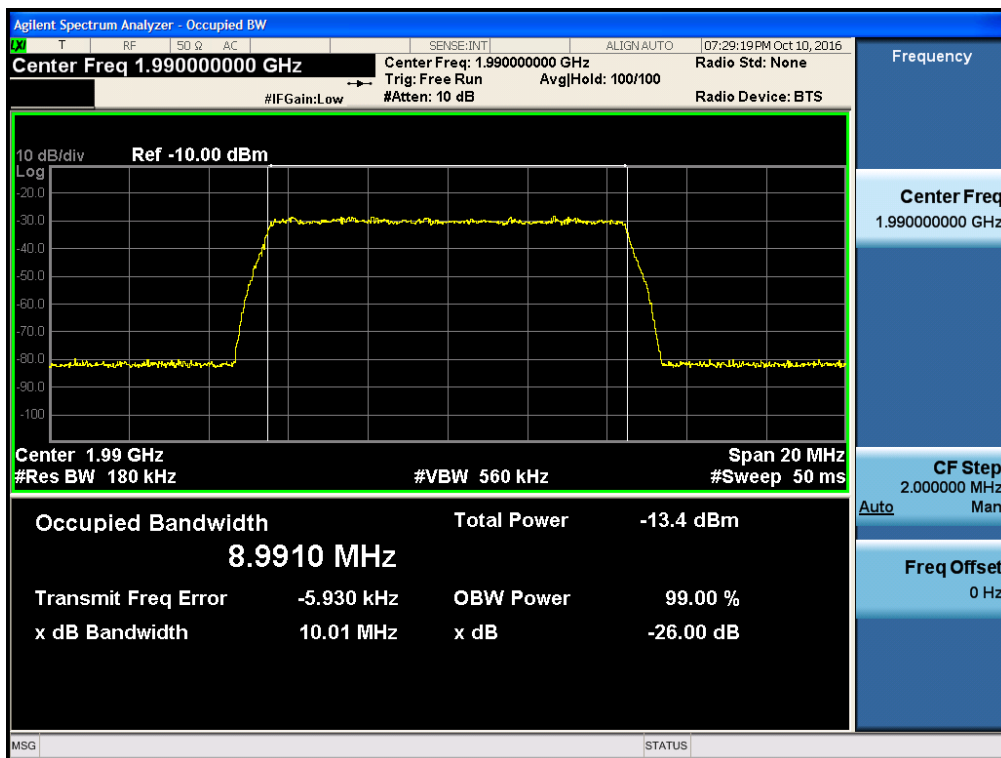 Agilent Spectrum Analyzer - Occupied BW
LXI T RF 50 Ω AC SENSE:INT ALIGN AUTO 07:29:19 PM Oct 10, 2016
Center Freq 1.990000000 GHz
Center Freq: 1.990000000 GHz
Radio Std: None
Trig: Free Run Avg|Hold: 100/100
#IFGain:Low
#Atten: 10 dB
Radio Device: BTS
10 dB/div Ref -10.00 dBm
Log
-20.0
-30.0
-40.0
-50.0
-60.0
-70.0
-80.0
-90.0
-100
Center 1.99 GHz Span 20 MHz
#Res BW 180 kHz #VBW 560 kHz #Sweep 50 ms
Occupied Bandwidth Total Power -13.4 dBm
8.9910 MHz
Transmit Freq Error -5.930 kHz OBW Power 99.00 %
x dB Bandwidth 10.01 MHz x dB -26.00 dB
MSG STATUS
Frequency
Center Freq
1.990000000 GHz
CF Step
2.000000 MHz
Auto Man
Freq Offset
0 Hz